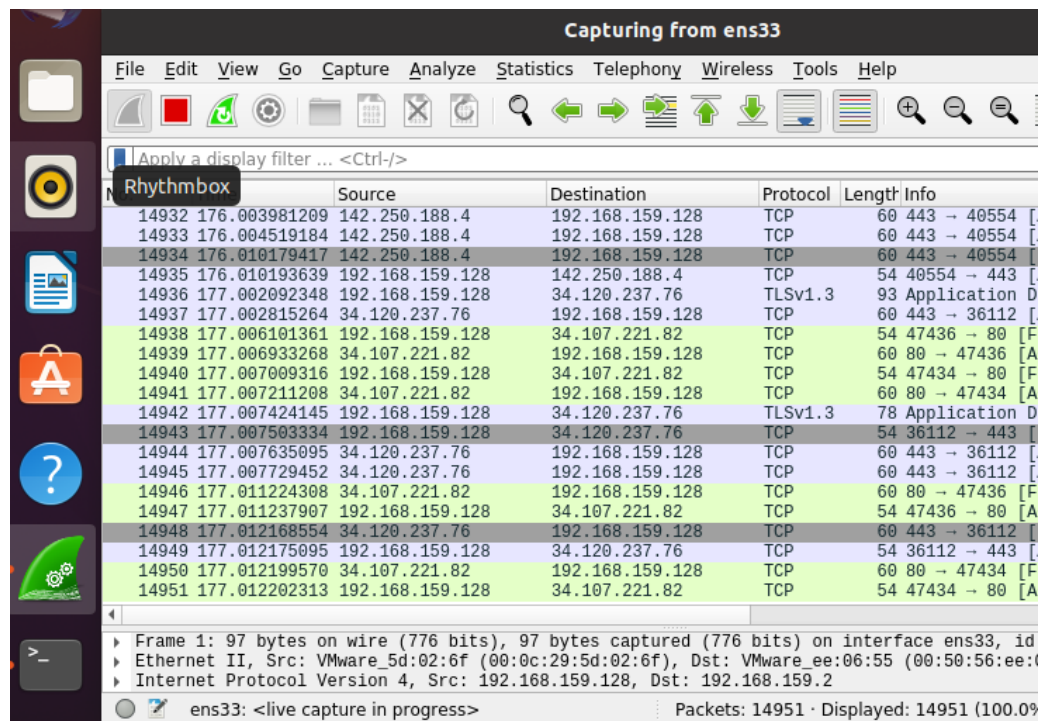 Capturing from ens33
File Edit View Go Capture Analyze Statistics Telephony Wireless Tools Help
Apply a display filter ... <Ctrl-/>
Rhythmbox
Source Destination Protocol Length Info
14932 176.003981209 142.250.188.4 192.168.159.128 TCP 60 443 → 40554 [
14933 176.004519184 142.250.188.4 192.168.159.128 TCP 60 443 → 40554 [
14934 176.010179417 142.250.188.4 192.168.159.128 TCP 60 443 → 40554 [
14935 176.010193639 192.168.159.128 142.250.188.4 TCP 54 40554 → 443 [
14936 177.002092348 192.168.159.128 34.120.237.76 TLSv1.3 93 Application D
14937 177.002815264 34.120.237.76 192.168.159.128 TCP 60 443 → 36112 [
14938 177.006101361 192.168.159.128 34.107.221.82 TCP 54 47436 → 80 [F
14939 177.006933268 34.107.221.82 192.168.159.128 TCP 60 80 → 47436 [A
14940 177.007009316 192.168.159.128 34.107.221.82 TCP 54 47434 → 80 [F
14941 177.007211208 34.107.221.82 192.168.159.128 TCP 60 80 → 47434 [A
14942 177.007424145 192.168.159.128 34.120.237.76 TLSv1.3 78 Application D
14943 177.007503334 192.168.159.128 34.120.237.76 TCP 54 36112 → 443 [
14944 177.007635095 34.120.237.76 192.168.159.128 TCP 60 443 → 36112 [
14945 177.007729452 34.120.237.76 192.168.159.128 TCP 60 443 → 36112 [
14946 177.011224308 34.107.221.82 192.168.159.128 TCP 60 80 → 47436 [F
14947 177.011237907 192.168.159.128 34.107.221.82 TCP 54 47436 → 80 [A
14948 177.012168554 34.120.237.76 192.168.159.128 TCP 60 443 → 36112 [
14949 177.012175095 192.168.159.128 34.120.237.76 TCP 54 36112 → 443 [
14950 177.012199570 34.107.221.82 192.168.159.128 TCP 60 80 → 47434 [F
14951 177.012202313 192.168.159.128 34.107.221.82 TCP 54 47434 → 80 [A
Frame 1: 97 bytes on wire (776 bits), 97 bytes captured (776 bits) on interface ens33, id
Ethernet II, Src: VMware_5d:02:6f (00:0c:29:5d:02:6f), Dst: VMware_ee:06:55 (00:50:56:ee:
Internet Protocol Version 4, Src: 192.168.159.128, Dst: 192.168.159.2
ens33: <live capture in progress> Packets: 14951 · Displayed: 14951 (100.0%